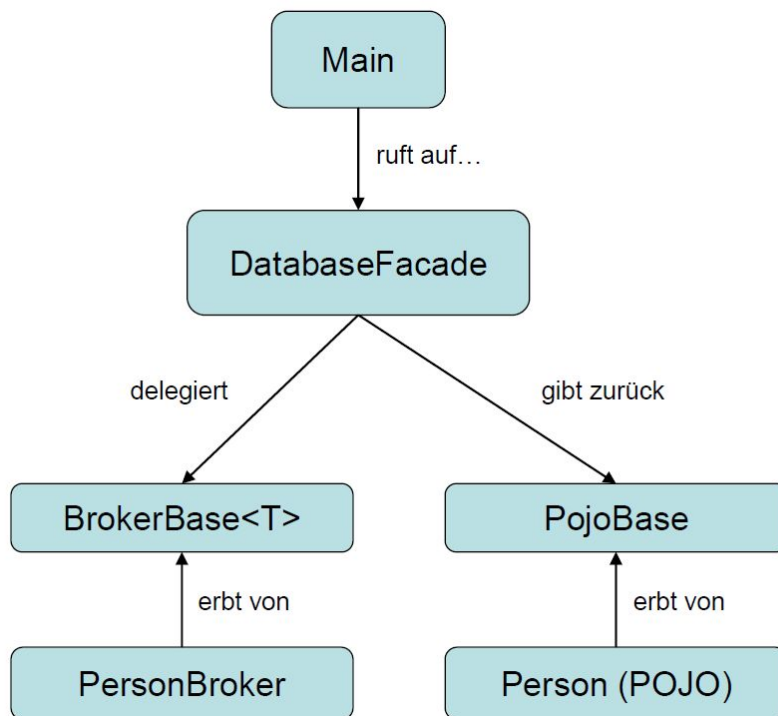 Main
ruft auf…
DatabaseFacade
delegiert
gibt zurück
BrokerBase<T>
PojoBase
erbt von
erbt von
PersonBroker
Person (POJO)